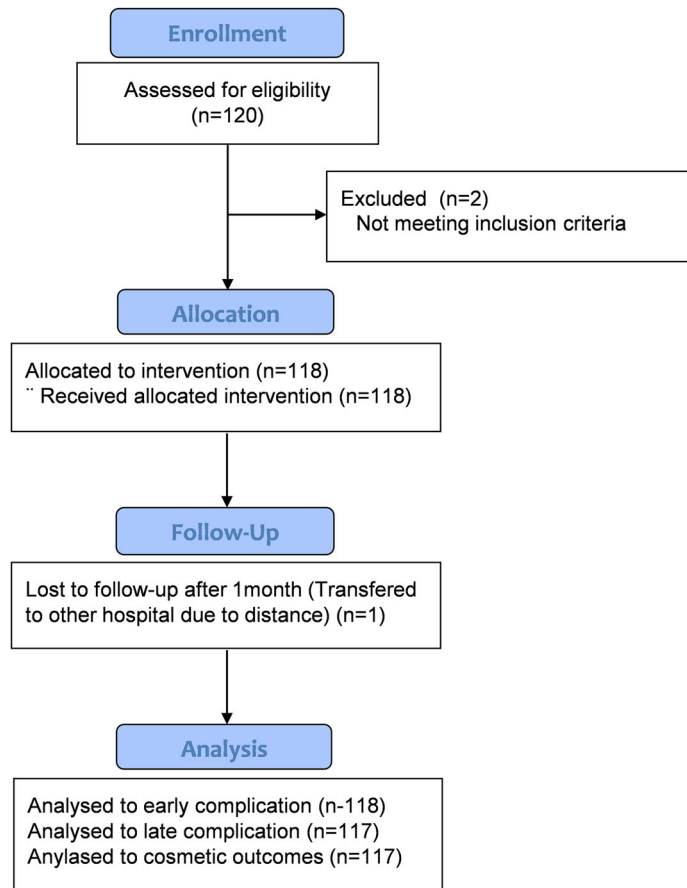 Enrollment
Assessed for eligibility
(n=120)
Excluded (n=2)
Not meeting inclusion criteria
Allocation
Allocated to intervention (n=118)
¨ Received allocated intervention (n=118)
Follow-Up
Lost to follow-up after 1month (Transfered
to other hospital due to distance) (n=1)
Analysis
Analysed to early complication (n-118)
Analysed to late complication (n=117)
Anylased to cosmetic outcomes (n=117)